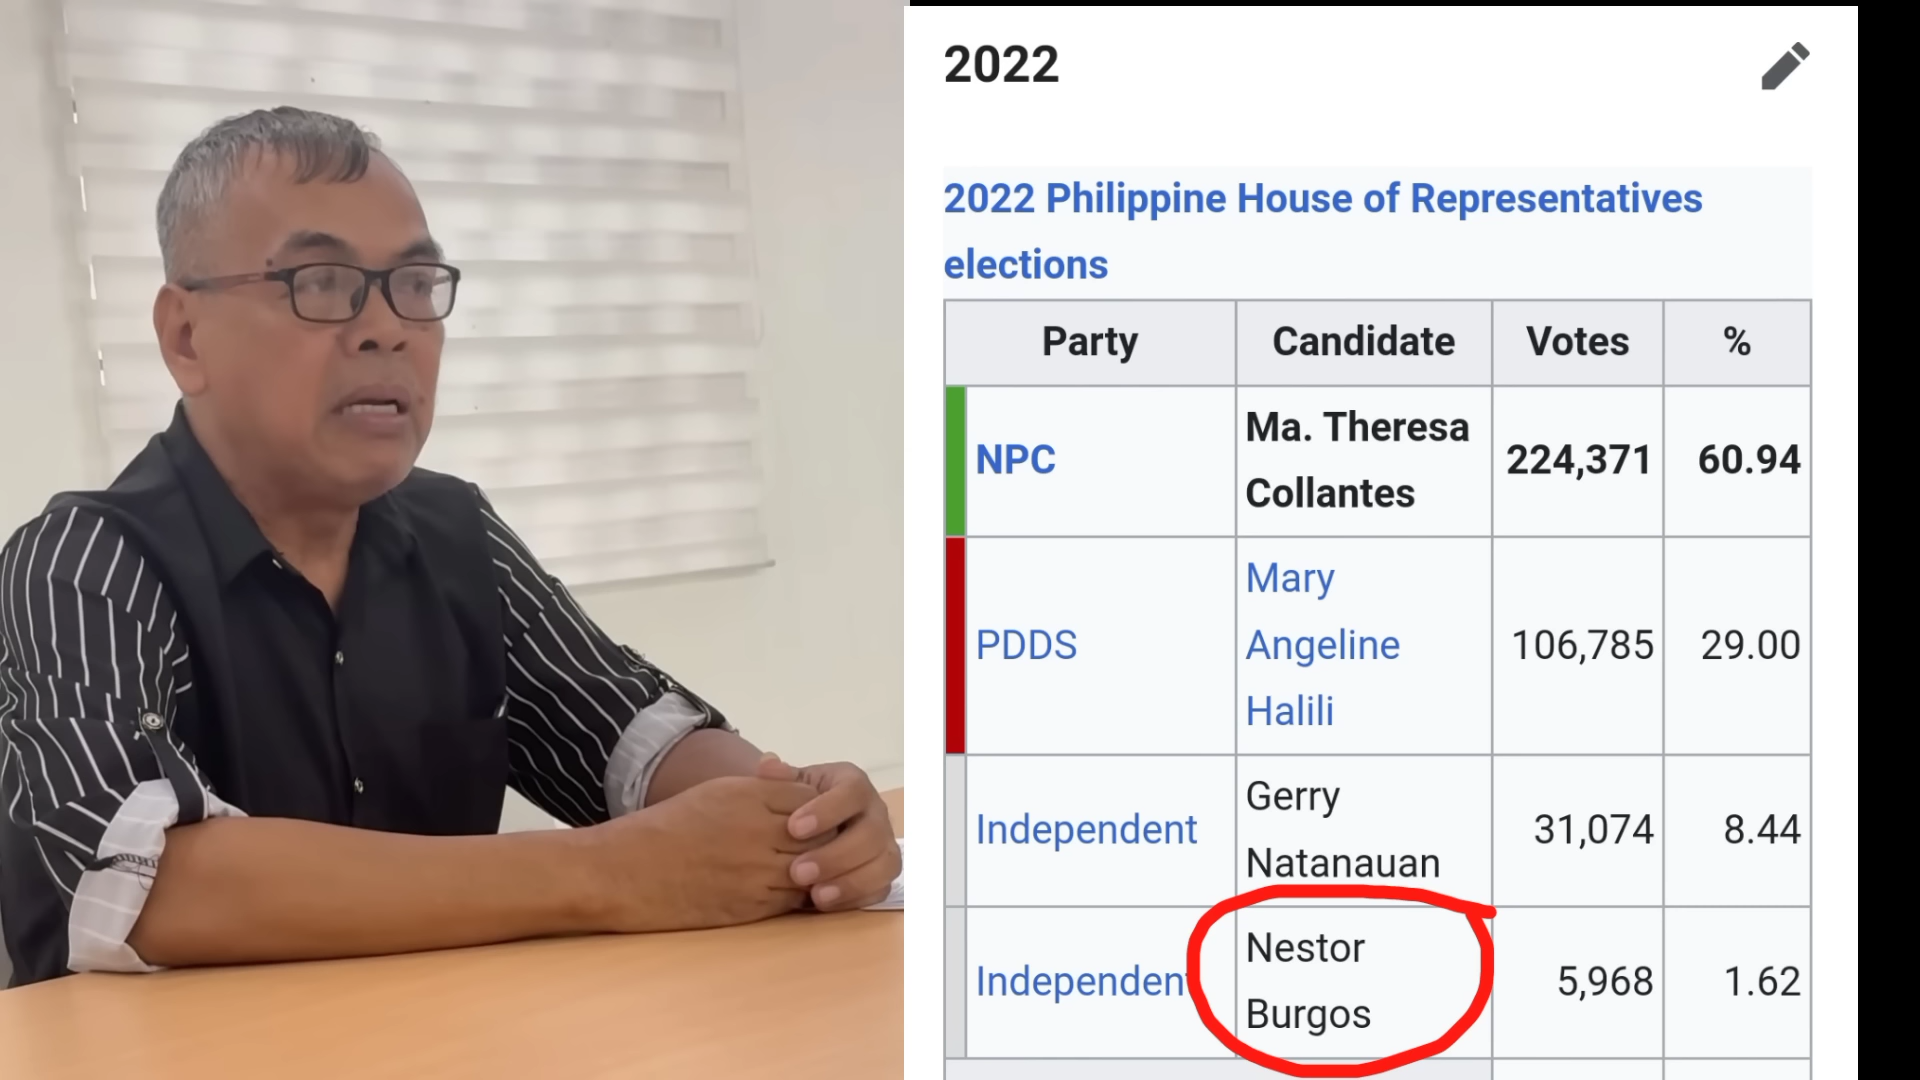 2022
2022 Philippine House of Representatives
elections
Party Candidate Votes %
NPC Ma. Theresa Collantes 224,371 60.94
PDDS Mary Angeline Halili 106,785 29.00
Independent Gerry Natanauan 31,074 8.44
Independent Nestor Burgos 5,968 1.62